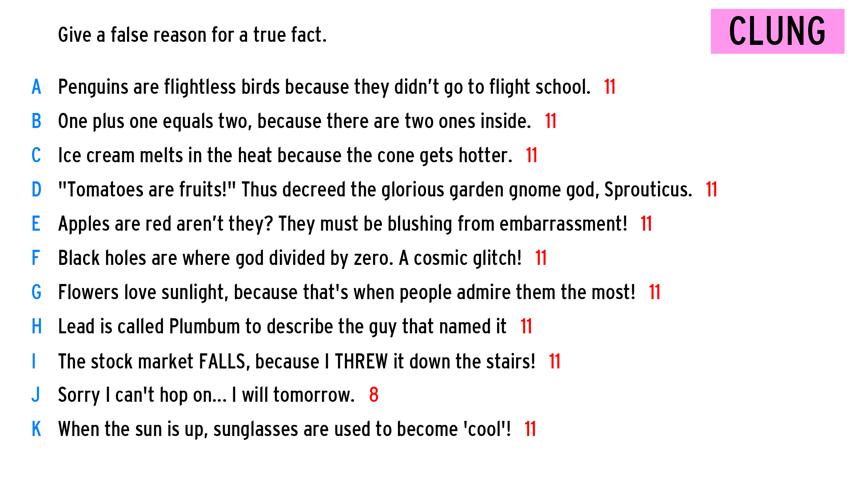 Give a false reason for a true fact.
CLUNG
A Penguins are flightless birds because they didn't go to flight school. 11
B One plus one equals two, because there are two ones inside. 11
C Ice cream melts in the heat because the cone gets hotter. 11
D "Tomatoes are fruits!" Thus decreed the glorious garden gnome god, Sprouticus. 11
E Apples are red aren't they? They must be blushing from embarrassment! 11
F Black holes are where god divided by zero. A cosmic glitch! 11
G Flowers love sunlight, because that's when people admire them the most! 11
H Lead is called Plumbum to describe the guy that named it 11
I The stock market FALLS, because I THREW it down the stairs! 11
J Sorry I can't hop on... I will tomorrow. 8
K When the sun is up, sunglasses are used to become 'cool'! 11